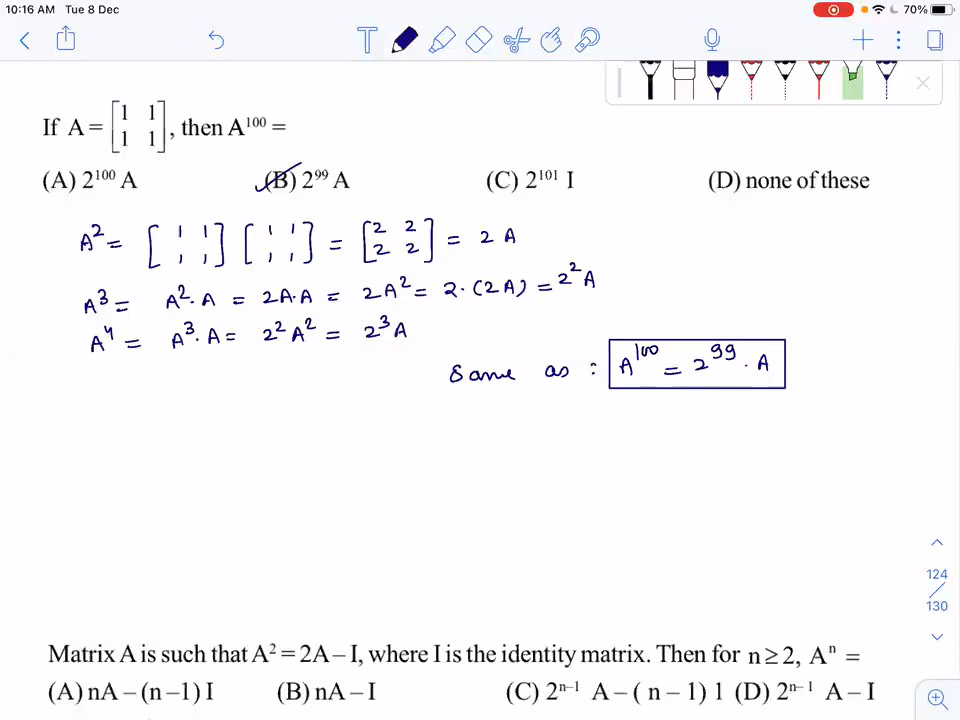 10:16 AM Tue 8 Dec 70%
T
If A = [1 1; 1 1], then A¹⁰⁰ =
(A) 2¹⁰⁰ A (B) 2⁹⁹ A (C) 2¹⁰¹ I (D) none of these
A² = [1 1; 1 1] [1 1; 1 1] = [2 2; 2 2] = 2 A
A³ = A² · A = 2A·A = 2A² = 2·(2A) = 2² A
A⁴ = A³ · A = 2² A² = 2³ A
Same as : A¹⁰⁰ = 2⁹⁹ · A
124
/
130
Matrix A is such that A² = 2A – I, where I is the identity matrix. Then for n ≥ 2, Aⁿ =
(A) nA – (n – 1) I (B) nA – I (C) 2ⁿ⁻¹ A – ( n – 1) 1 (D) 2ⁿ⁻¹ A – I